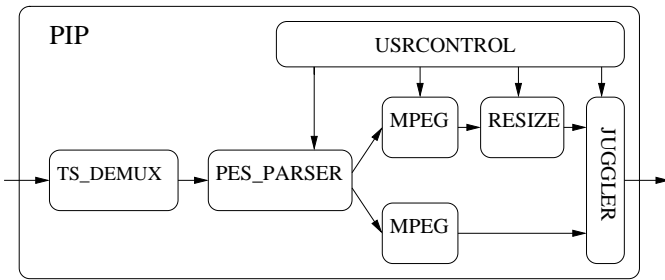 PIP
USRCONTROL
MPEG
RESIZE
TS_DEMUX
PES_PARSER
JUGGLER
MPEG